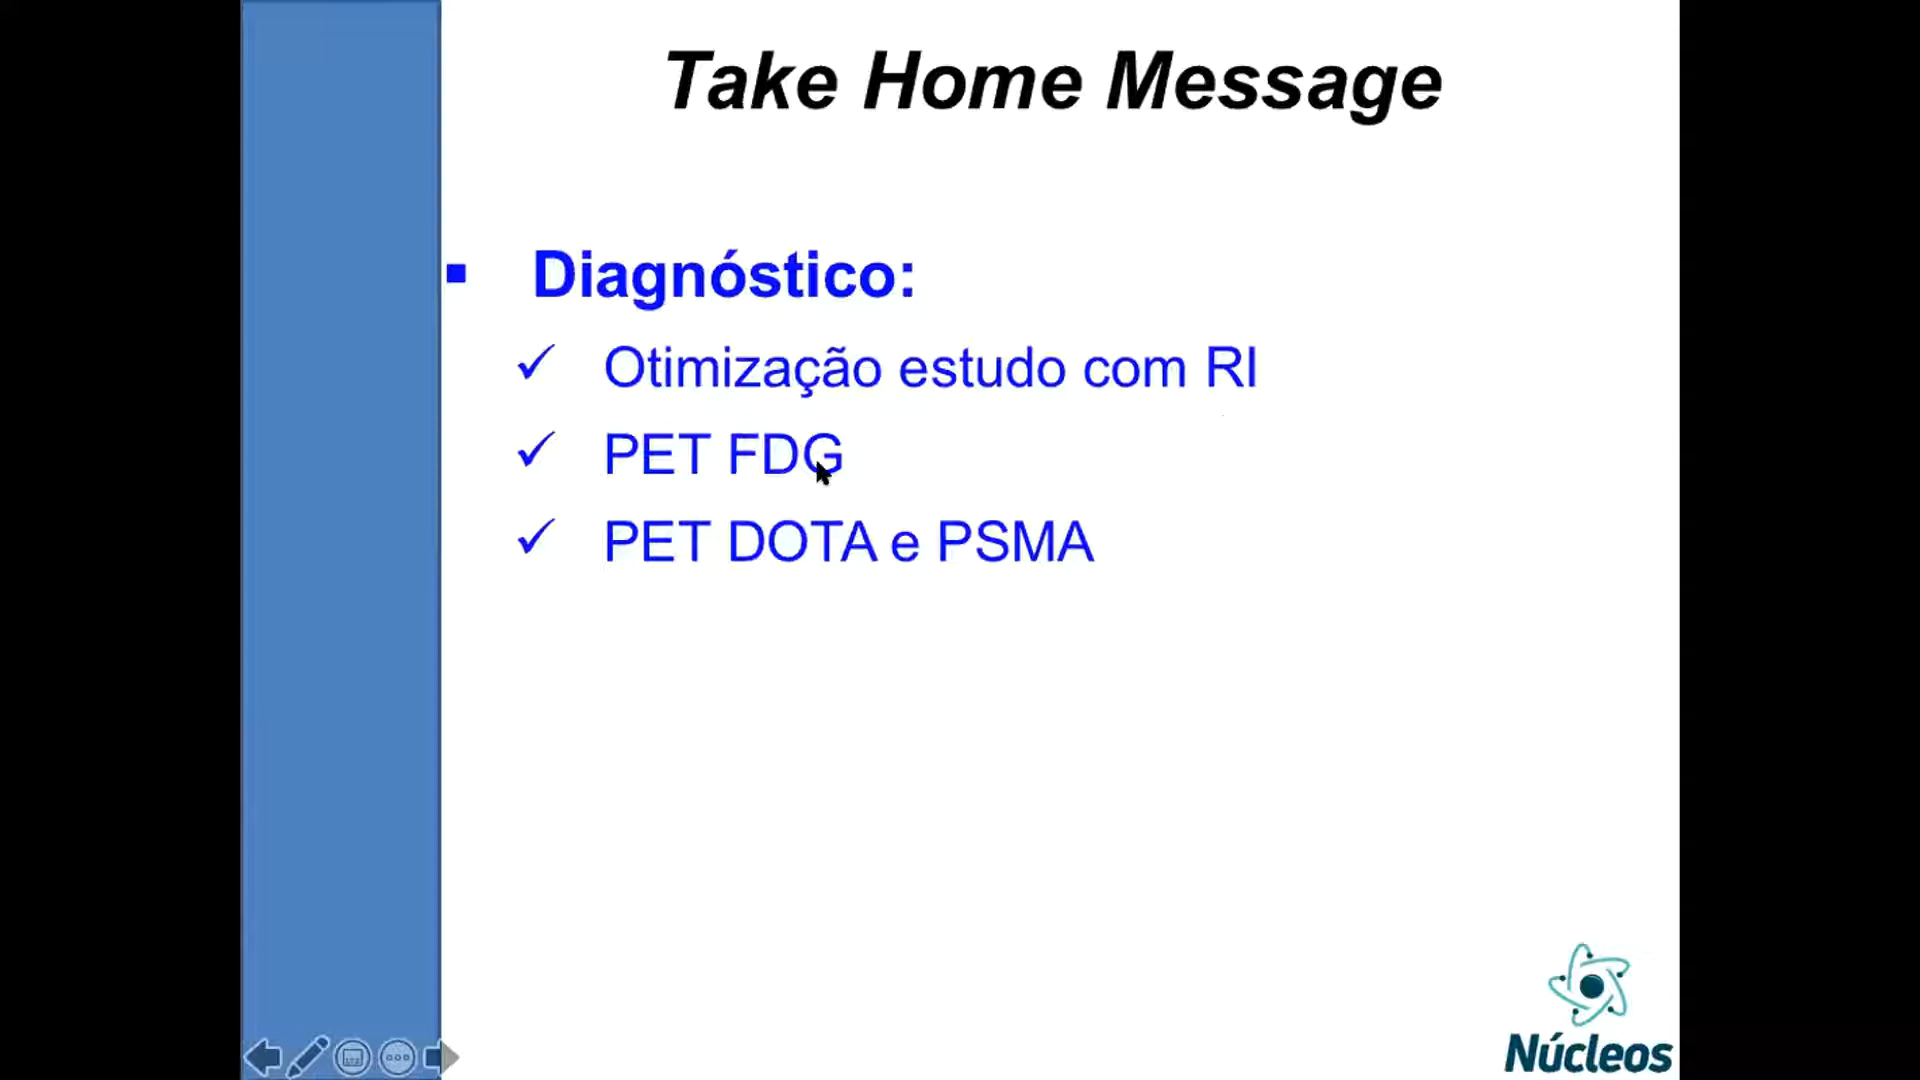 Take Home Message
Diagnóstico:
Otimização estudo com RI
PET FDG
PET DOTA e PSMA
Núcleos